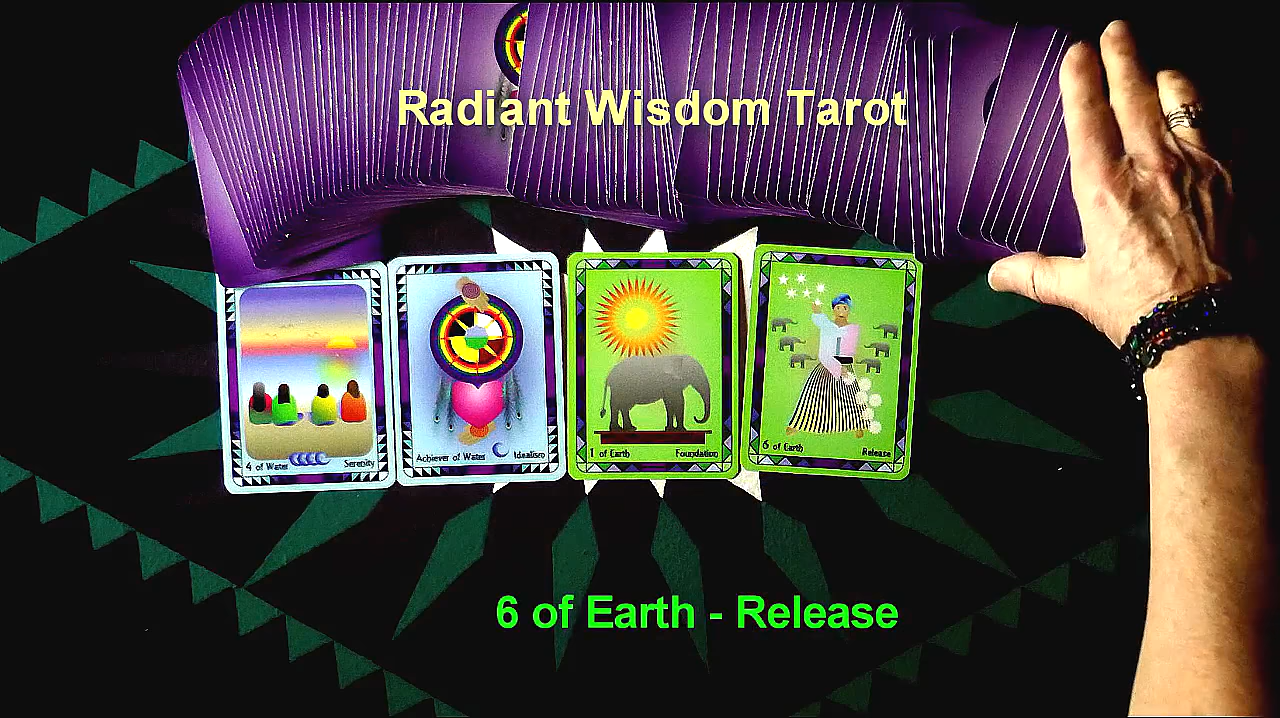 Radiant Wisdom Tarot
4 of Water Serenity
Achiever of Water Idealism
1 of Earth Foundation
6 of Earth Release
6 of Earth - Release